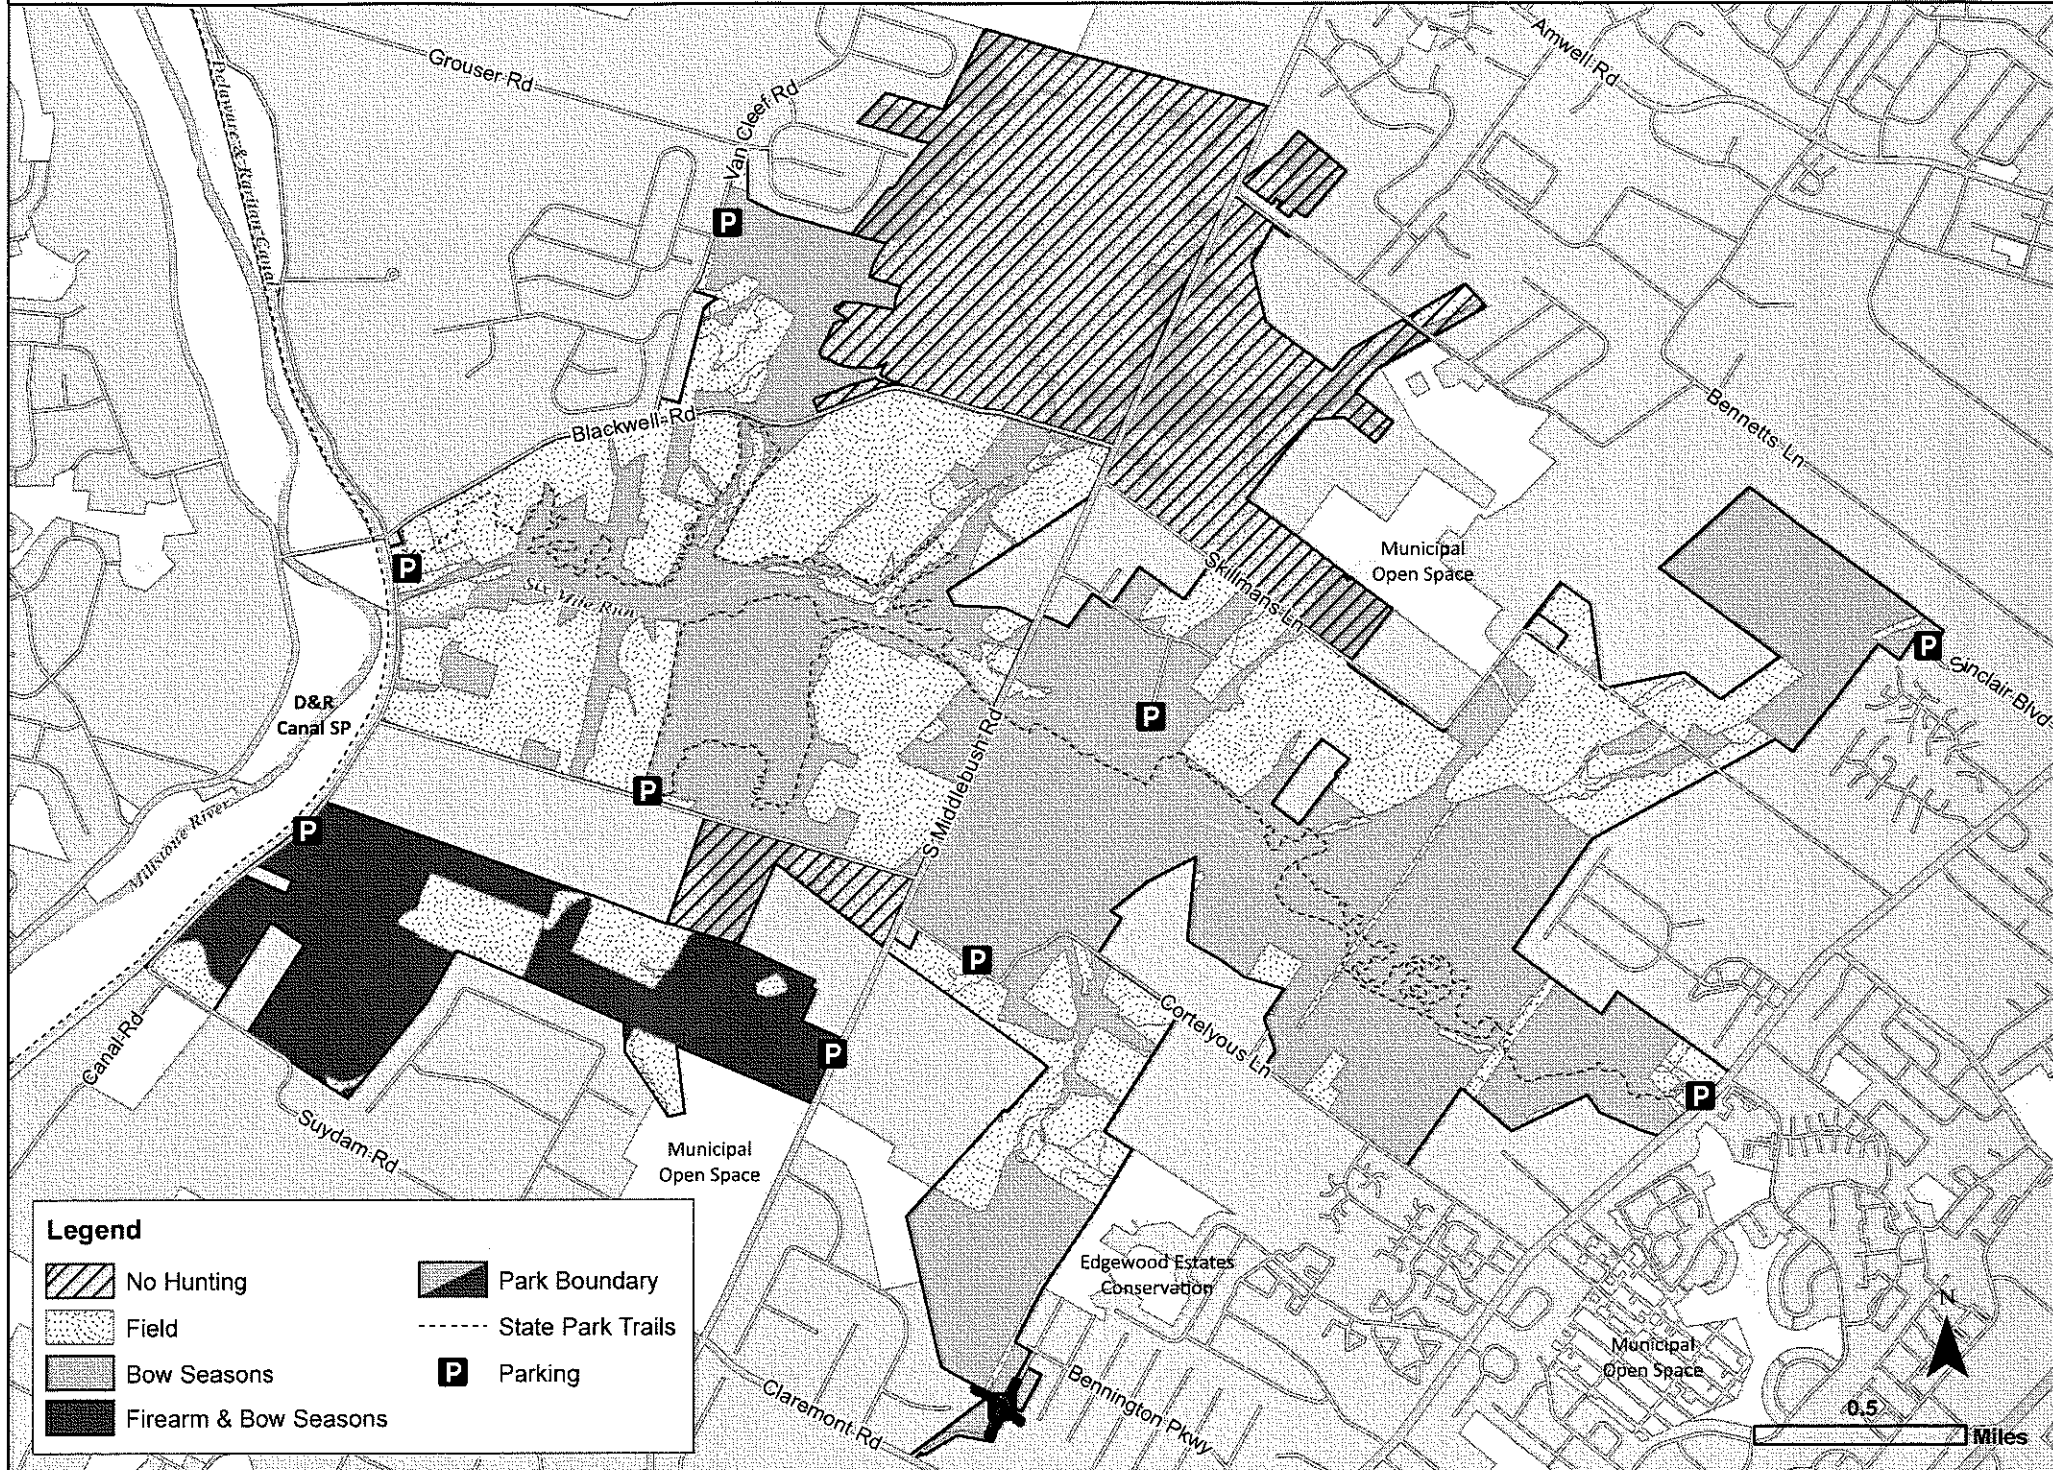 Grouser Rd
Amwell Rd
Delaware & Raritan Canal
Van Cleef Rd
P
Blackwell Rd
Bennetts Ln
P
Six Mile Run
Skillmans Ln
Municipal
Open Space
P
Sinclair Blvd
D&R
Canal SP
P
S Middlebush Rd
P
P
Millstone River
P
Cortelyous Ln
Canal Rd
P
P
Suydam Rd
Municipal
Open Space
Edgewood Estates
Conservation
Municipal
Open Space
N
Claremont Rd
Bennington Pkwy
0.5
Miles
Legend
No Hunting
Field
Bow Seasons
Firearm & Bow Seasons
Park Boundary
State Park Trails
P
Parking